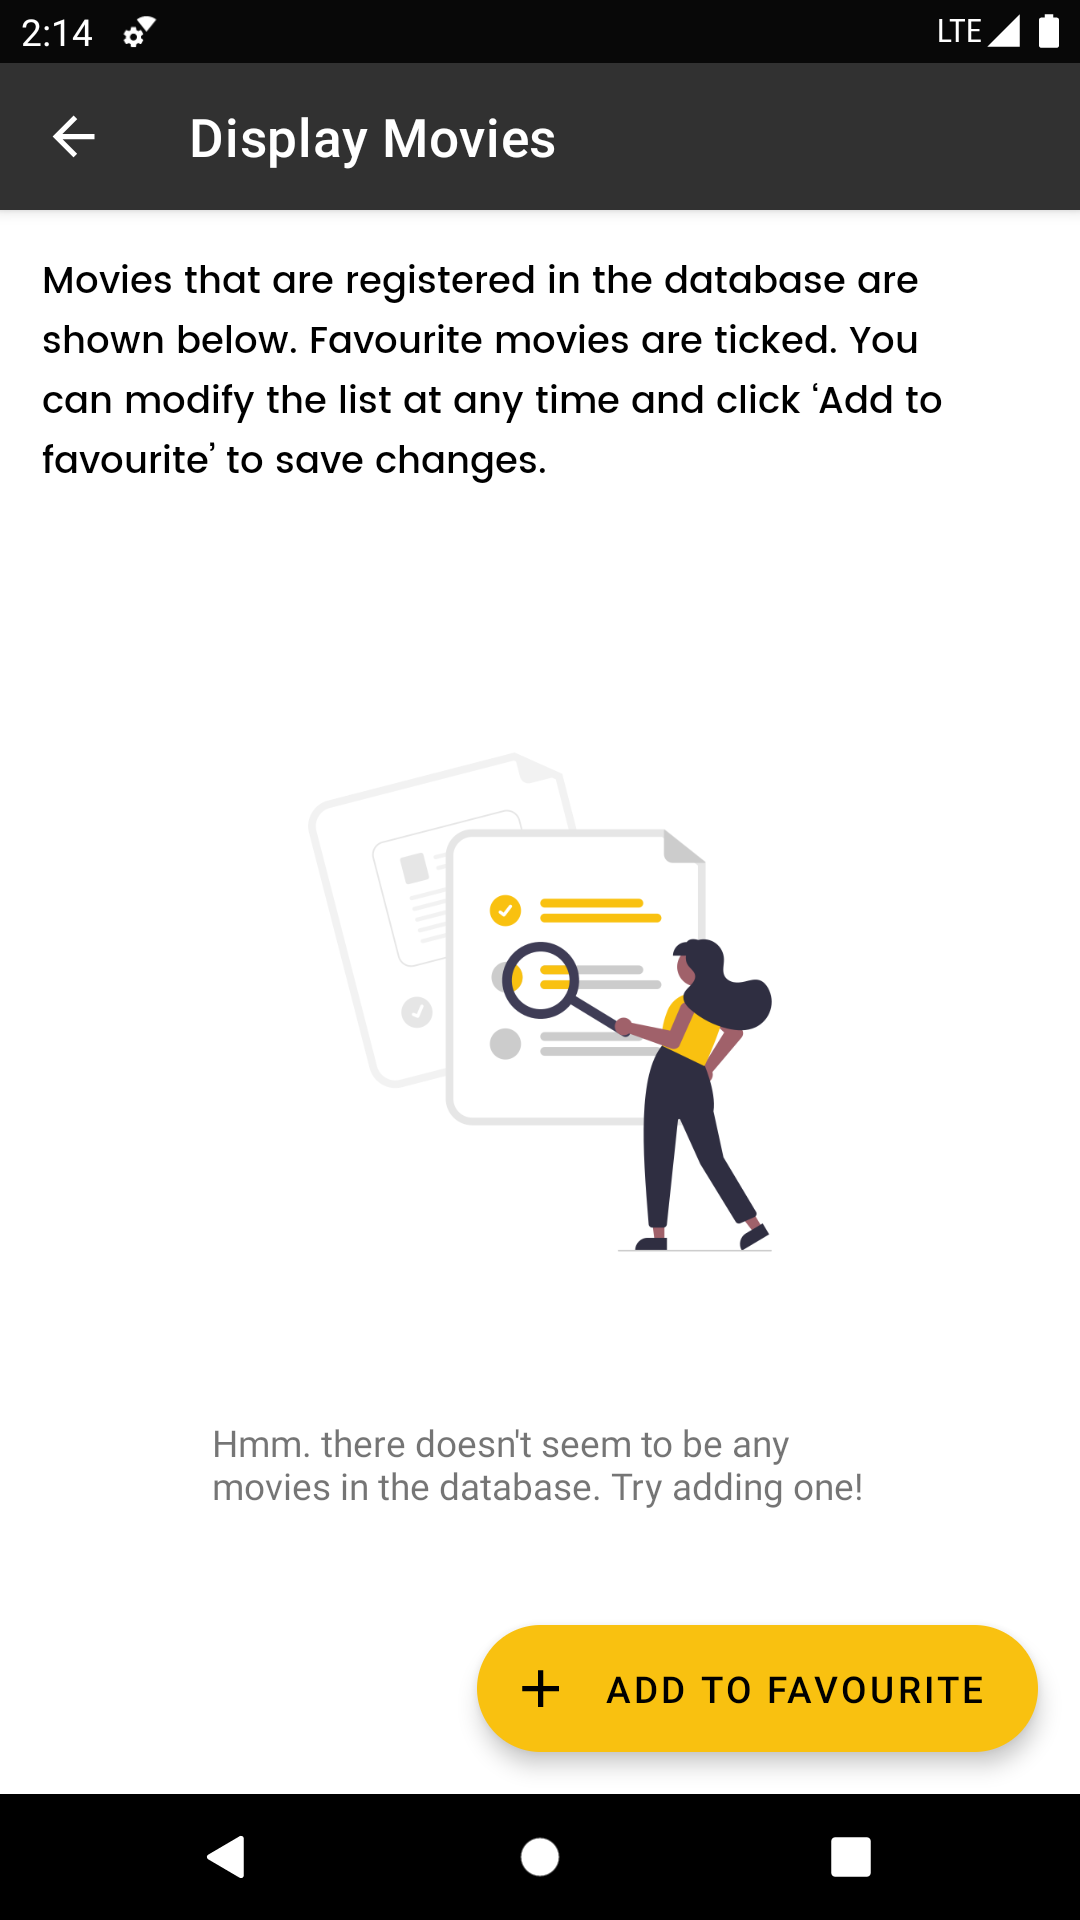 2:14 LTE
Display Movies
Movies that are registered in the database are
shown below. Favourite movies are ticked. You
can modify the list at any time and click ‘Add to
favourite’ to save changes.
Hmm. there doesn't seem to be any
movies in the database. Try adding one!
ADD TO FAVOURITE